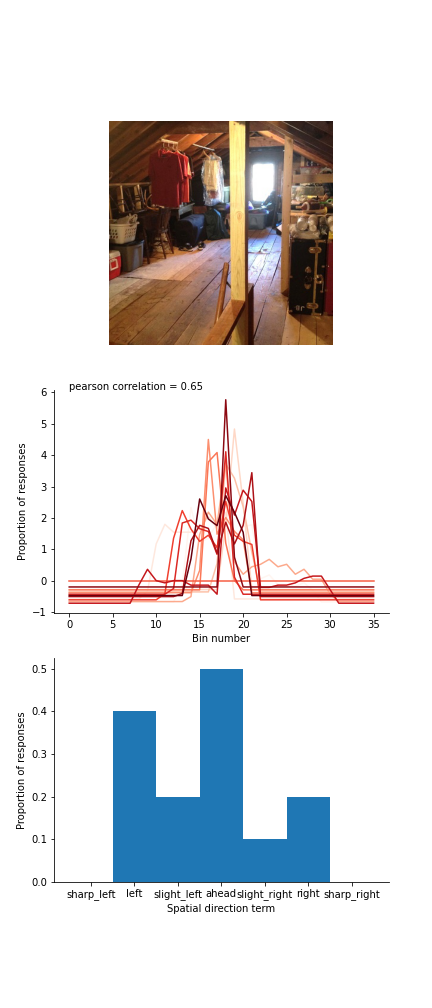 pearson correlation = 0.65
6
5
4
3
2
1
0
−1
Proportion of responses
0 5 10 15 20 25 30 35
Bin number
0.5
0.4
0.3
0.2
0.1
0.0
Proportion of responses
sharp_left left slight_left ahead slight_right right sharp_right
Spatial direction term